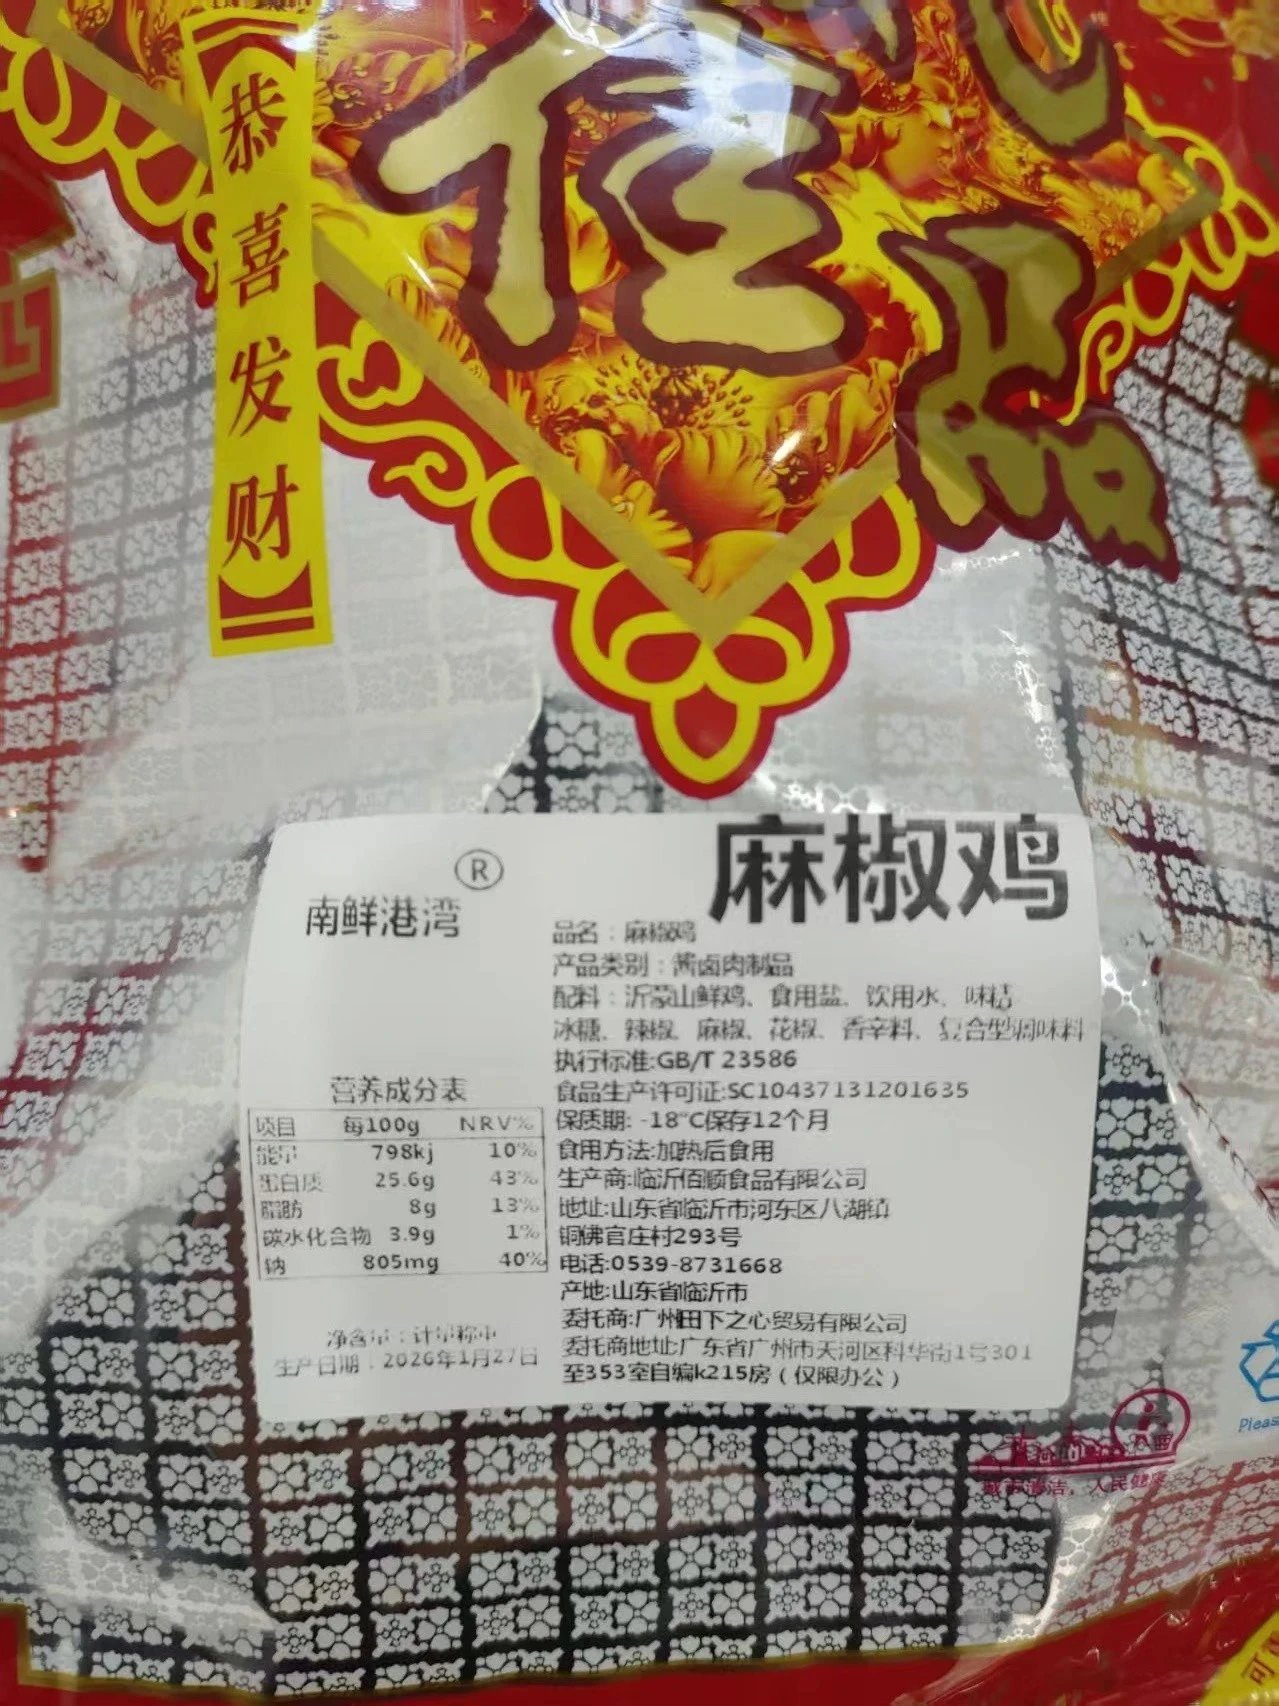 恭喜发财
佳
品
麻椒鸡
南鲜港湾®
品名：麻椒鸡
产品类别：酱卤肉制品
配料：沂蒙山鲜鸡、食用盐、饮用水、味精
冰糖、辣椒、麻椒、花椒、香辛料、复合型调味料
执行标准:GB/T 23586
食品生产许可证:SC10437131201635
保质期: -18℃保存12个月
食用方法:加热后食用
生产商:临沂佰顺食品有限公司
地址:山东省临沂市河东区八湖镇
铜佛官庄村293号
电话:0539-8731668
产地:山东省临沂市
委托商:广州田下之心贸易有限公司
委托商地址:广东省广州市天河区科华街1号301
至353室自编k215房（仅限办公）
营养成分表
项目 每100g NRV%
能量 798kj 10%
蛋白质 25.6g 43%
脂肪 8g 13%
碳水化合物 3.9g 1%
钠 805mg 40%
净含量：计量称重
生产日期：2026年1月27日
城市清洁，人民健康
Pleas
可